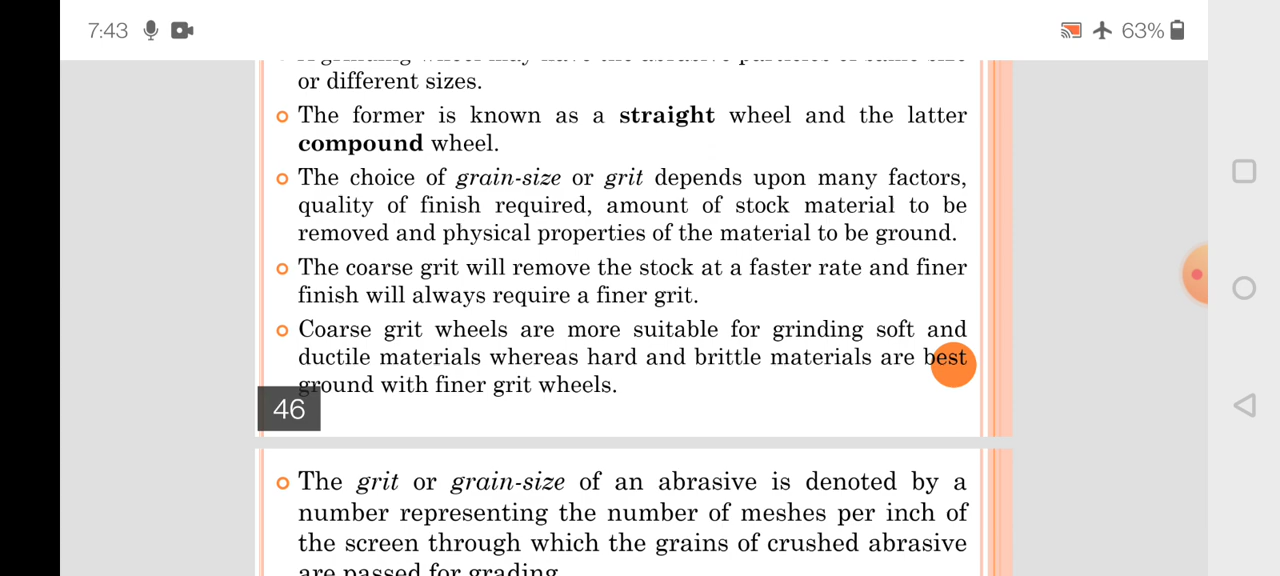 7:43
63%
or different sizes.
The former is known as a straight wheel and the latter
compound wheel.
The choice of grain-size or grit depends upon many factors,
quality of finish required, amount of stock material to be
removed and physical properties of the material to be ground.
The coarse grit will remove the stock at a faster rate and finer
finish will always require a finer grit.
Coarse grit wheels are more suitable for grinding soft and
ductile materials whereas hard and brittle materials are best
ground with finer grit wheels.
46
The grit or grain-size of an abrasive is denoted by a
number representing the number of meshes per inch of
the screen through which the grains of crushed abrasive
are passed for grading